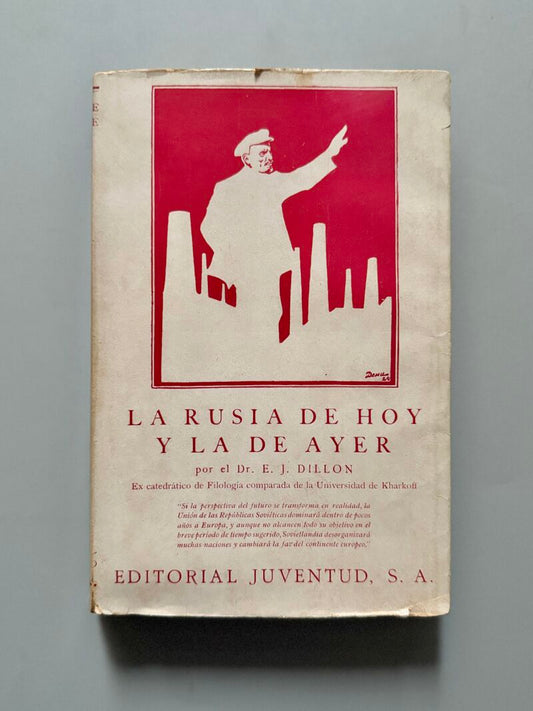 LA RUSIA DE HOY
Y LA DE AYER
por el Dr. E. J. DILLON
Ex catedrático de Filología comparada de la Universidad de Kharkoff
"Si la perspectiva del futuro se transforma en realidad, la
Unión de las Repúblicas Soviéticas dominará dentro de pocos
años a Europa, y aunque no alcancen todo su objetivo en el
breve período de tiempo sugerido, Sovietlandia desorganizará
muchas naciones y cambiará la faz del continente europeo."
EDITORIAL JUVENTUD, S. A.